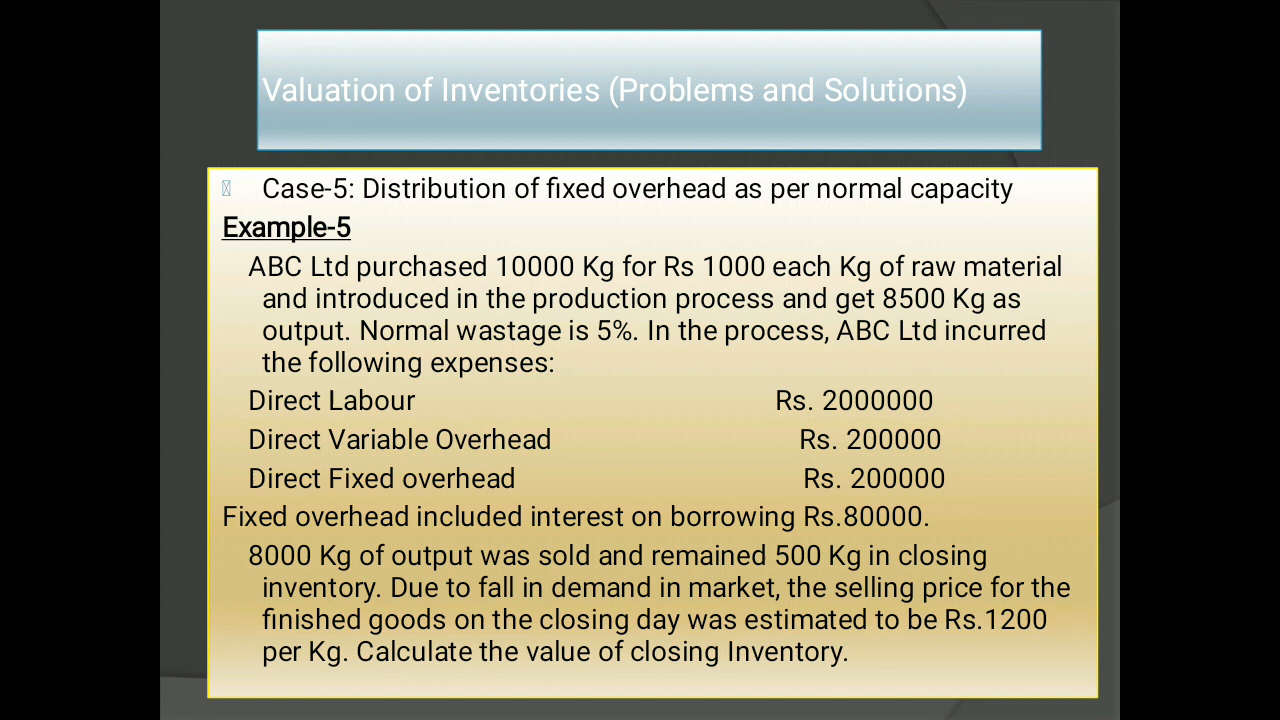 Valuation of Inventories (Problems and Solutions)
Case-5: Distribution of fixed overhead as per normal capacity
Example-5
ABC Ltd purchased 10000 Kg for Rs 1000 each Kg of raw material
and introduced in the production process and get 8500 Kg as
output. Normal wastage is 5%. In the process, ABC Ltd incurred
the following expenses:
Direct Labour Rs. 2000000
Direct Variable Overhead Rs. 200000
Direct Fixed overhead Rs. 200000
Fixed overhead included interest on borrowing Rs.80000.
8000 Kg of output was sold and remained 500 Kg in closing
inventory. Due to fall in demand in market, the selling price for the
finished goods on the closing day was estimated to be Rs.1200
per Kg. Calculate the value of closing Inventory.